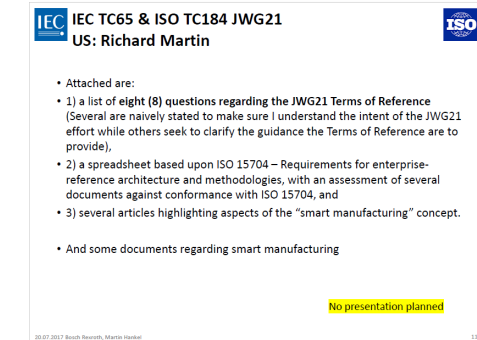 IEC
IEC TC65 & ISO TC184 JWG21
ISO
US: Richard Martin
• Attached are:
• 1) a list of eight (8) questions regarding the JWG21 Terms of Reference
(Several are naively stated to make sure I understand the intent of the JWG21
effort while others seek to clarify the guidance the Terms of Reference are to
provide),
• 2) a spreadsheet based upon ISO 15704 – Requirements for enterprise-
reference architecture and methodologies, with an assessment of several
documents against conformance with ISO 15704, and
• 3) several articles highlighting aspects of the “smart manufacturing” concept.
• And some documents regarding smart manufacturing
No presentation planned
20.07.2017 Bosch Rexroth, Martin Hankel